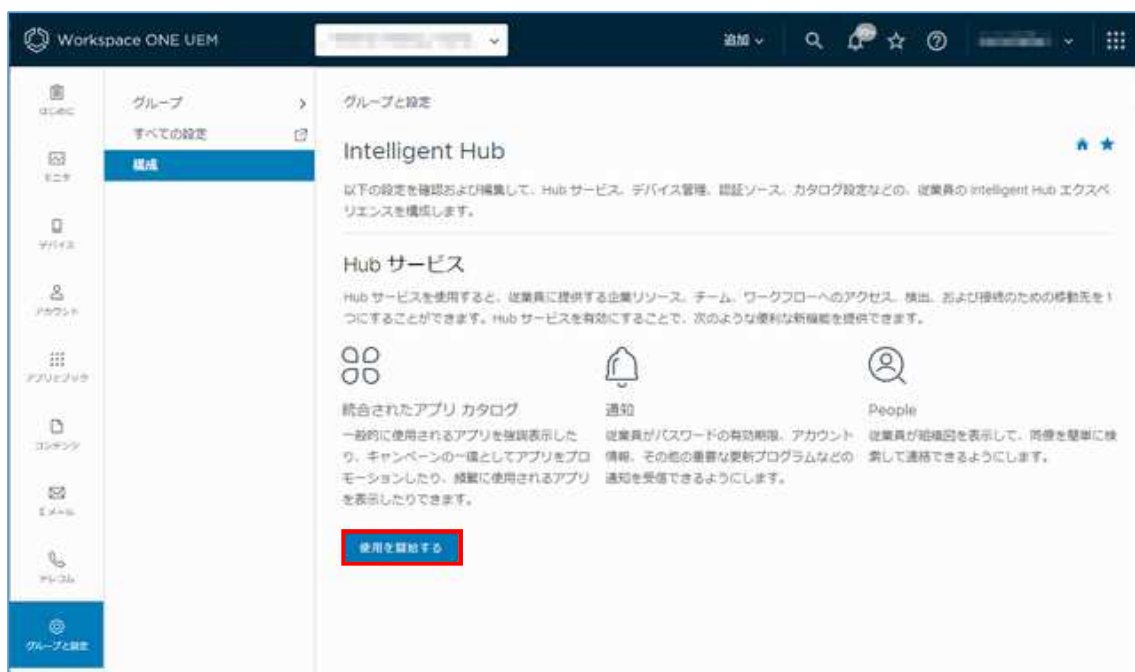 Workspace ONE UEM
追加
はじめに
モニタ
デバイス
アカウント
アプリとブック
コンテンツ
Eメール
テレコム
グループと設定
グループ
すべての設定
構成
グループと設定
Intelligent Hub
以下の設定を確認および編集して、Hub サービス、デバイス管理、認証ソース、カタログ設定などの、従業員の Intelligent Hub エクスペ
リエンスを構成します。
Hub サービス
Hub サービスを使用すると、従業員に提供する企業リソース、チーム、ワークフローへのアクセス、検出、および接続のための移動先を 1
つにすることができます。Hub サービスを有効にすることで、次のような便利な新機能を提供できます。
統合されたアプリ カタログ
一般的に使用されるアプリを強調表示した
り、キャンペーンの一環としてアプリをプロ
モーションしたり、頻繁に使用されるアプリ
を表示したりできます。
通知
従業員がパスワードの有効期限、アカウント
情報、その他の重要な更新プログラムなどの
通知を受信できるようにします。
People
従業員が組織図を表示して、同僚を簡単に検
索して連絡できるようにします。
使用を開始する